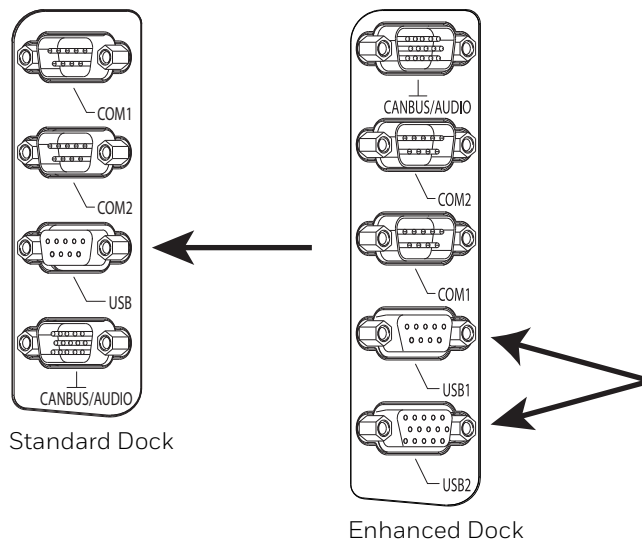 COM1
COM2
USB
CANBUS/AUDIO
Standard Dock
CANBUS/AUDIO
COM2
COM1
USB1
USB2
Enhanced Dock